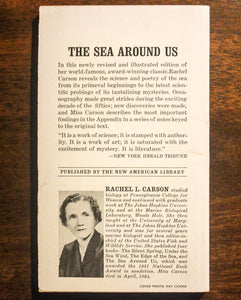 THE SEA AROUND US
In this newly revised and illustrated edition of
her world-famous, award-winning classic, Rachel
Carson reveals the science and poetry of the sea
from its primeval beginnings to the latest scien-
tific probings of its tantalizing mysteries. Ocean-
ography made great strides during the exciting
decade of the fifties; new discoveries were made,
and Miss Carson describes the most important
findings in the Appendix in a series of notes keyed
to the original text.
"It is a work of science; it is stamped with author-
ity. It is a work of art; it is saturated with the
excitement of mystery. It is literature."
—NEW YORK HERALD TRIBUNE
PUBLISHED BY THE NEW AMERICAN LIBRARY
RACHEL L. CARSON studied
biology at Pennsylvania College for
Women and continued with graduate
work at The Johns Hopkins University
and at the Marine Biological
Laboratory, Woods Hole. She then
taught at the University of Mary-
land and at The Johns Hopkins Uni-
versity and was for several years
marine biologist and then editor-in-
chief of the United States Fish and
Wildlife Service. She published four
books—The Silent Spring, Under the
Sea Wind, The Edge of the Sea, and
The Sea Around Us, which was
awarded the 1951 National Book
Award in nonfiction. Miss Carson
died in April, 1964.
COVER PHOTO RAY LICENS